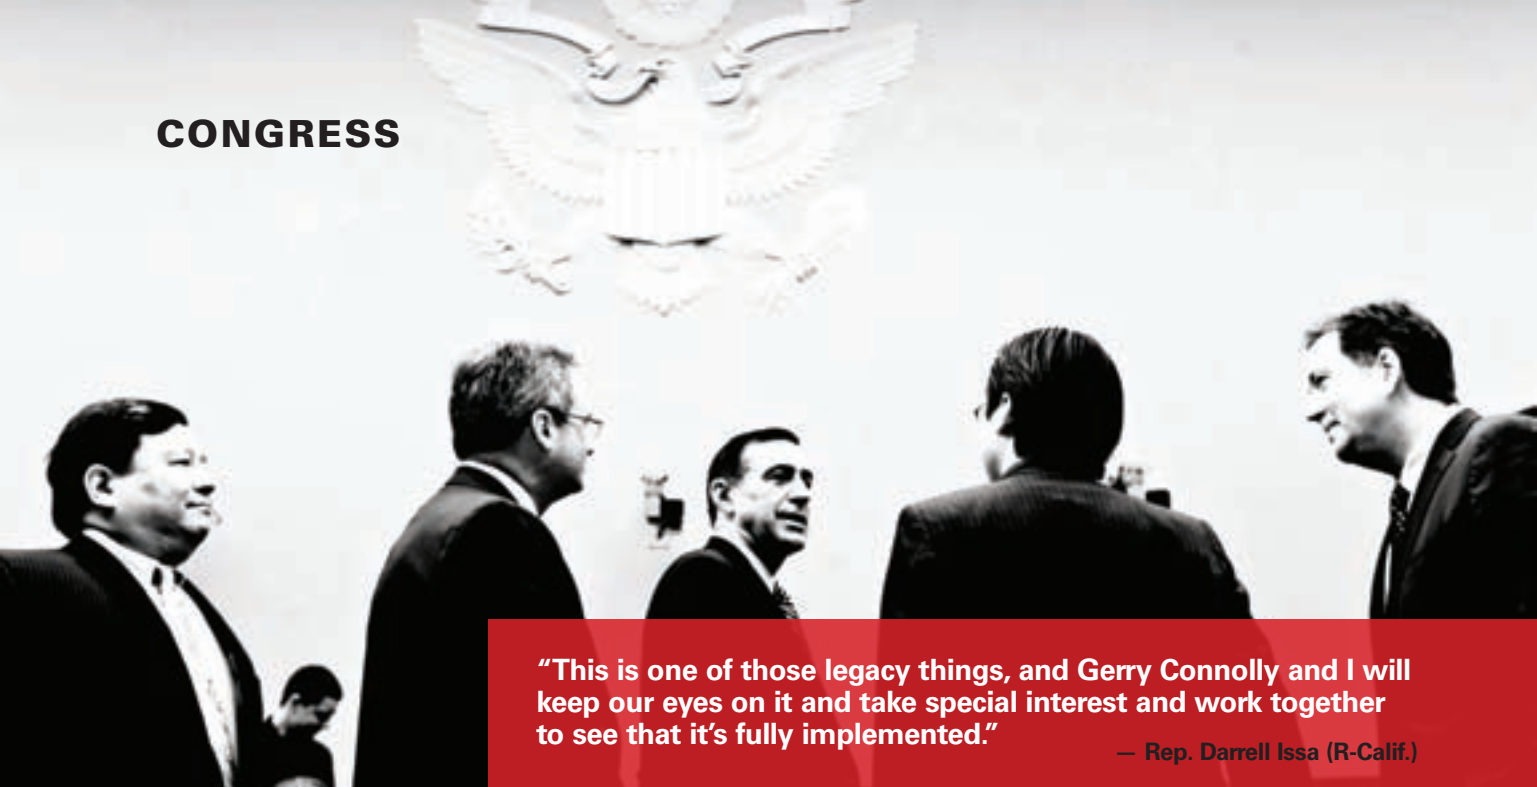 CONGRESS
“This is one of those legacy things, and Gerry Connolly and I will
keep our eyes on it and take special interest and work together
to see that it’s fully implemented.”
— Rep. Darrell Issa (R-Calif.)